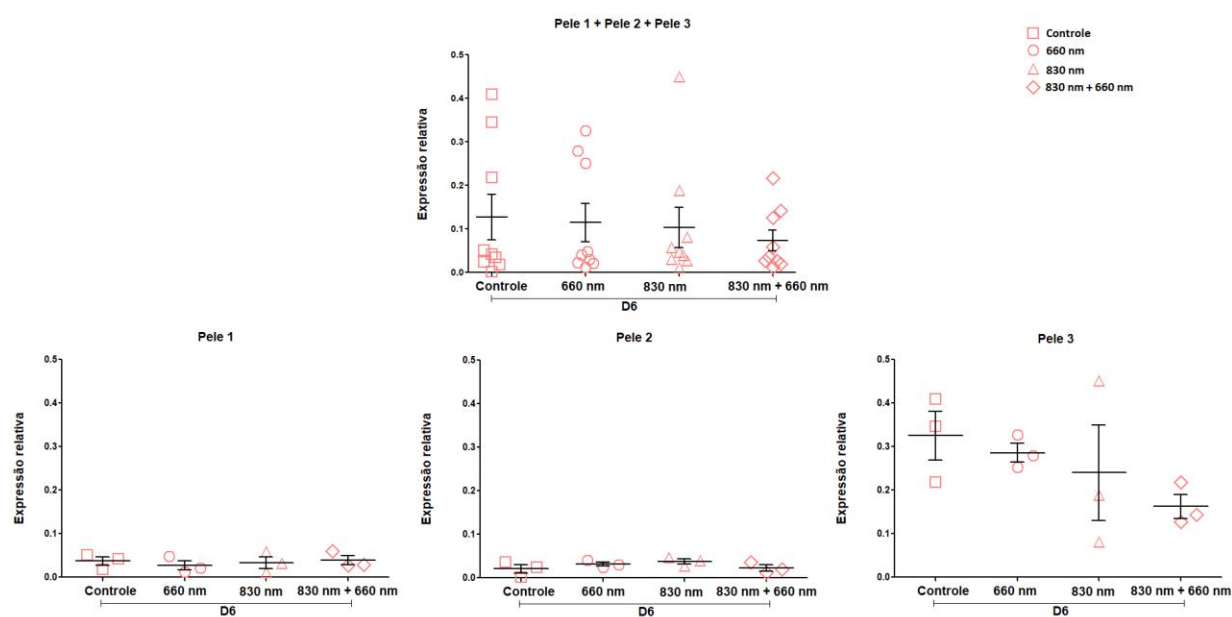 Pele 1 + Pele 2 + Pele 3
Controle
660 nm
830 nm
830 nm + 660 nm
Expressão relativa
0.5
0.4
0.3
0.2
0.1
0.0
Controle 660 nm 830 nm 830 nm + 660 nm
D6
Pele 1
Expressão relativa
0.5
0.4
0.3
0.2
0.1
0.0
Controle 660 nm 830 nm 830 nm + 660 nm
D6
Pele 2
Expressão relativa
0.5
0.4
0.3
0.2
0.1
0.0
Controle 660 nm 830 nm 830 nm + 660 nm
D6
Pele 3
Expressão relativa
0.5
0.4
0.3
0.2
0.1
0.0
Controle 660 nm 830 nm 830 nm + 660 nm
D6